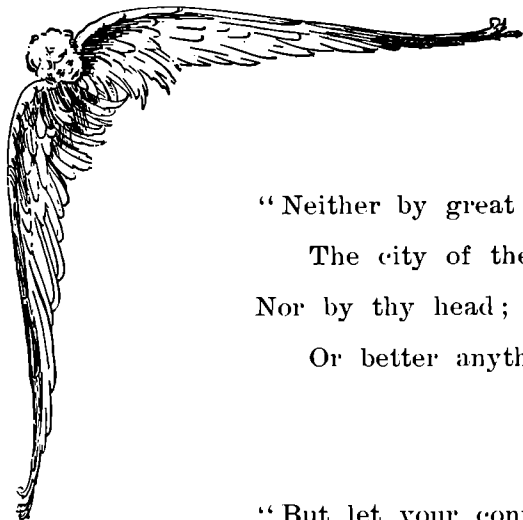 “Neither by great
The city of the
Nor by thy head;
Or better anyth
“But let your con